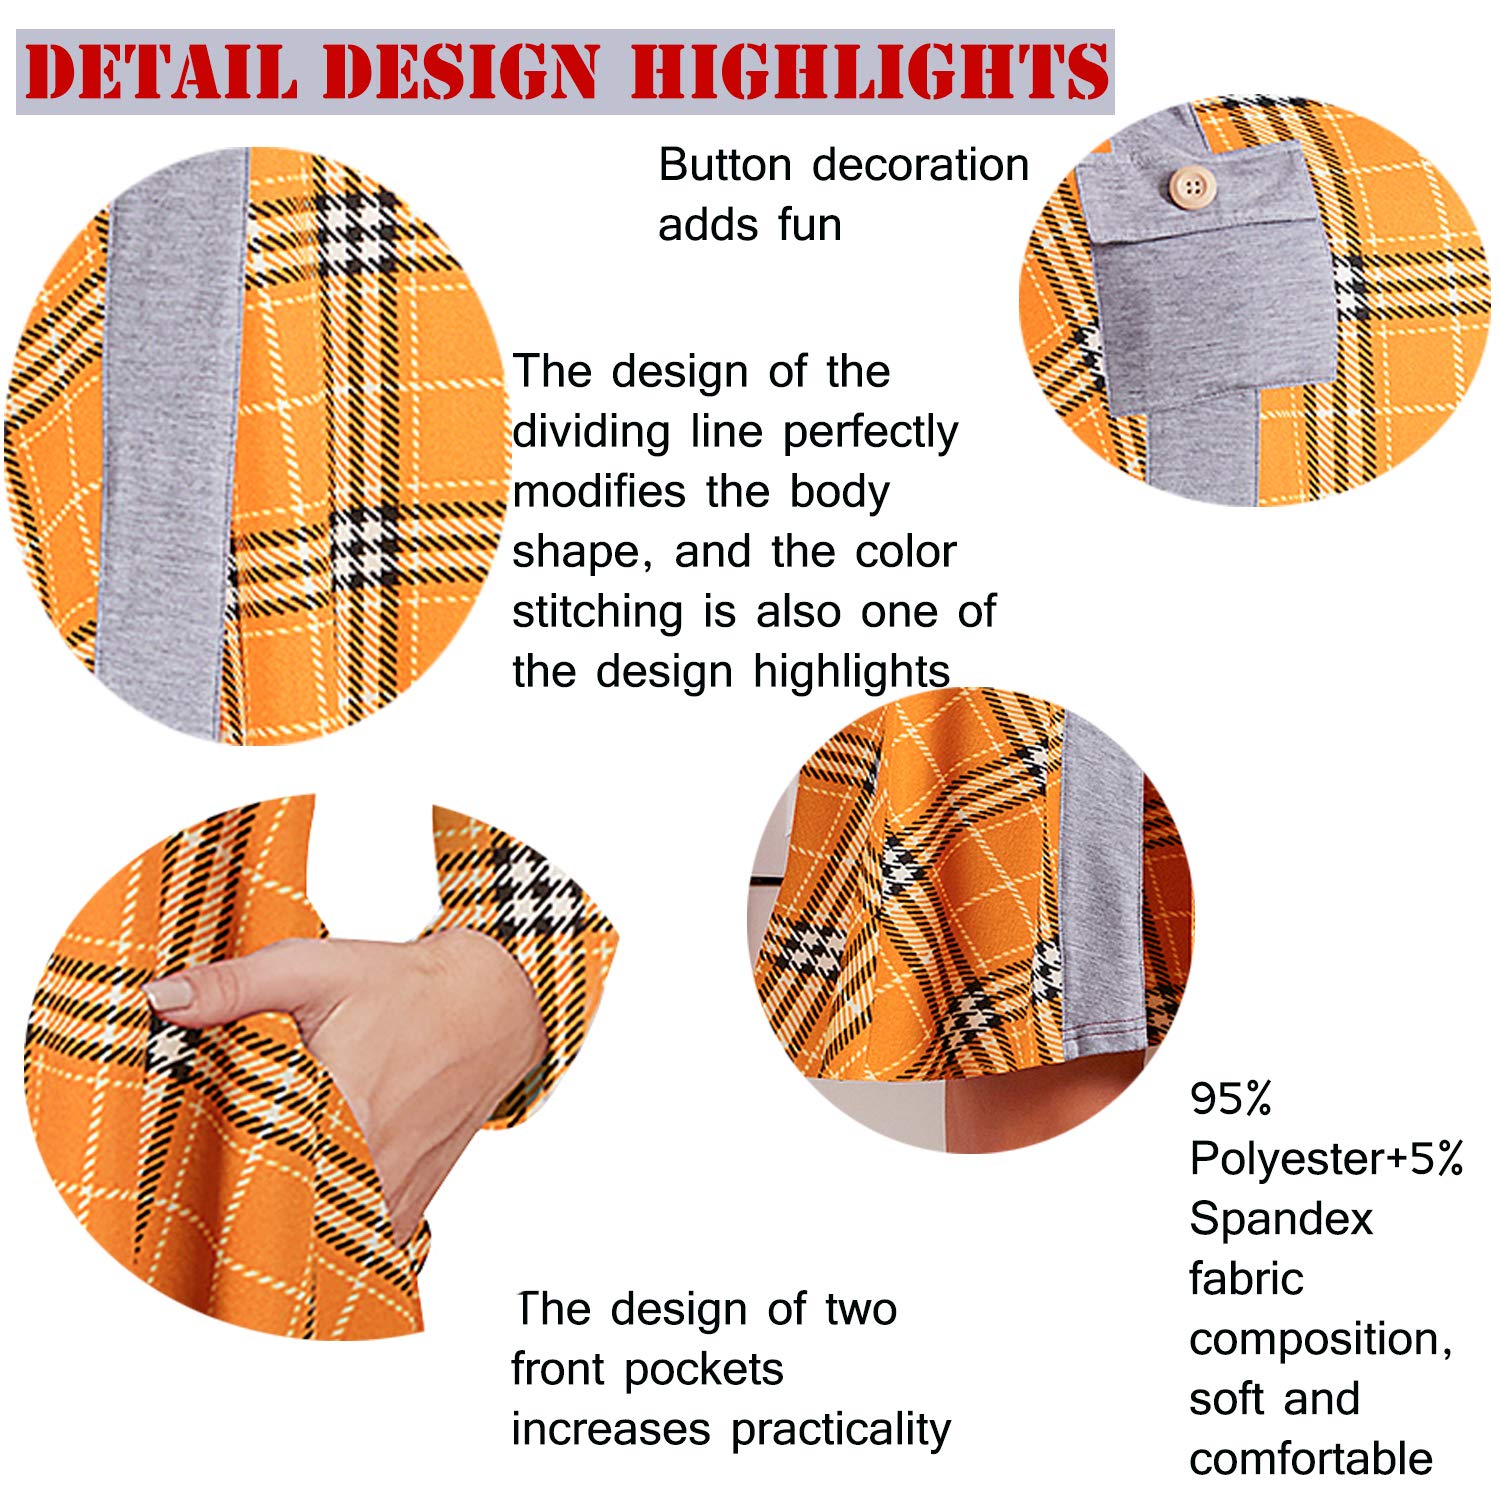 DETAIL DESIGN HIGHLIGHTS
Button decoration
adds fun
The design of the
dividing line perfectly
modifies the body
shape, and the color
stitching is also one of
the design highlights
The design of two
front pockets
increases practicality
95%
Polyester+5%
Spandex
fabric
composition,
soft and
comfortable